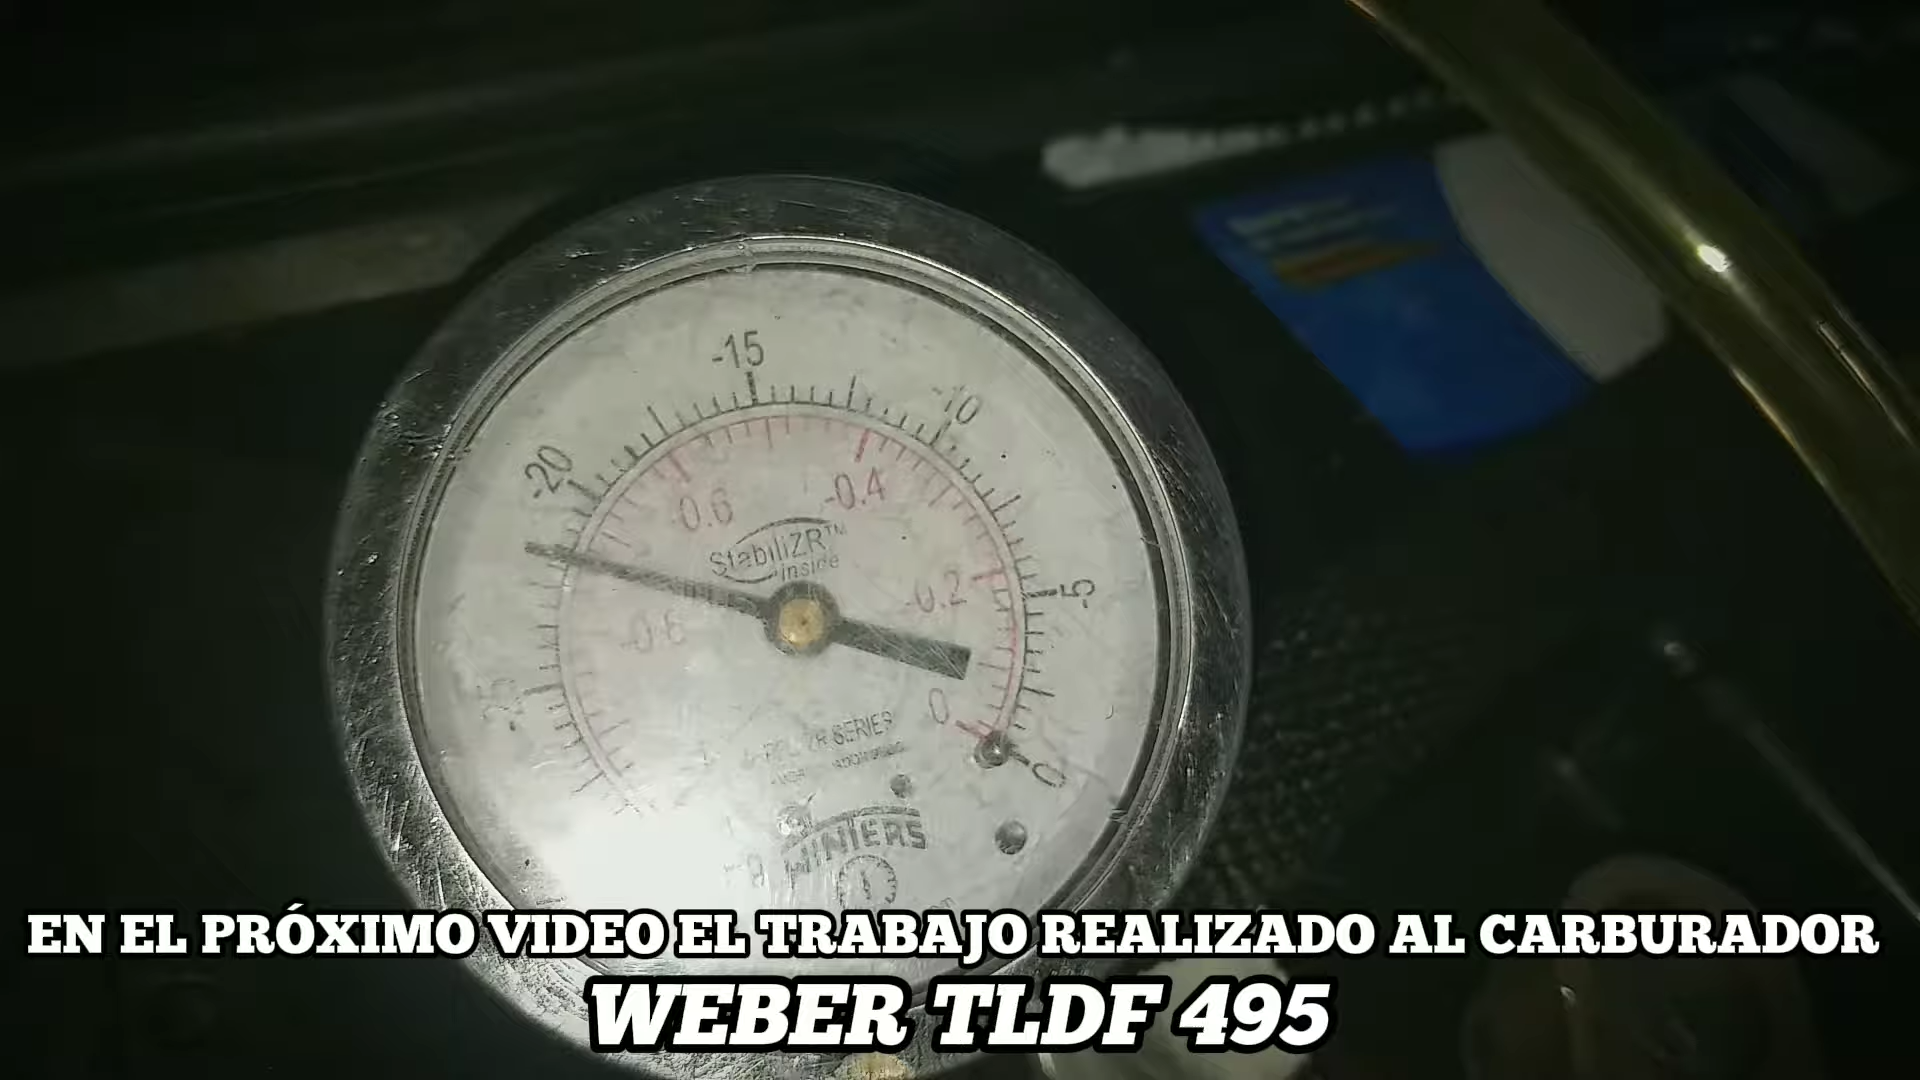 -15
-10
-20
0.6
-0.4
StabiliZR™
inside
-0.2
-5
-0.8
-25
0
SERIES
0
WINTERS
EN EL PRÓXIMO VIDEO EL TRABAJO REALIZADO AL CARBURADOR
WEBER TLDF 495